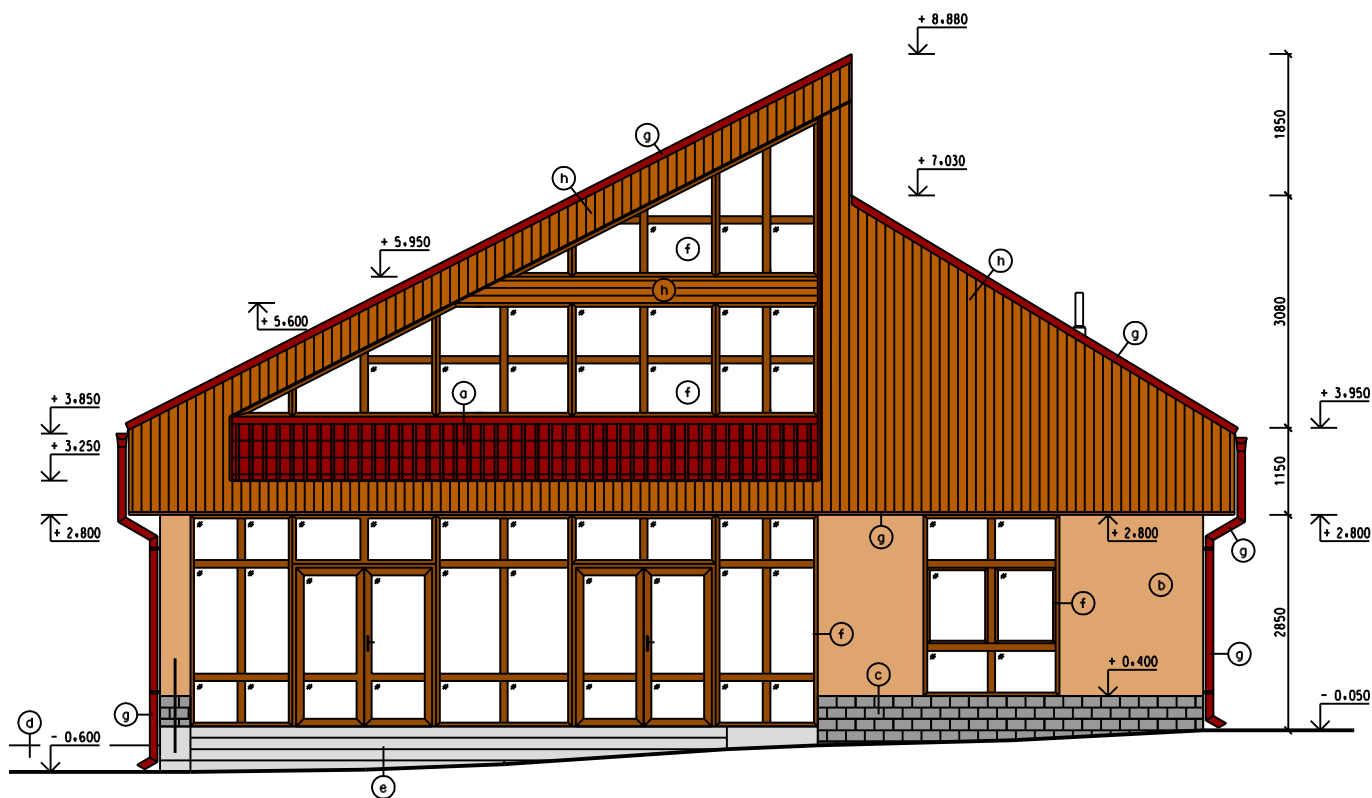 + 8.880
1850
g
+ 7.030
h
f
+ 5.950
h
h
+ 5.600
3080
g
f
a
+ 3.850
+ 3.950
+ 3.250
1150
+ 2.800
g
+ 2.800
+ 2.800
g
b
f
f
2850
g
+ 0.400
c
- 0.050
g
d
- 0.600
e